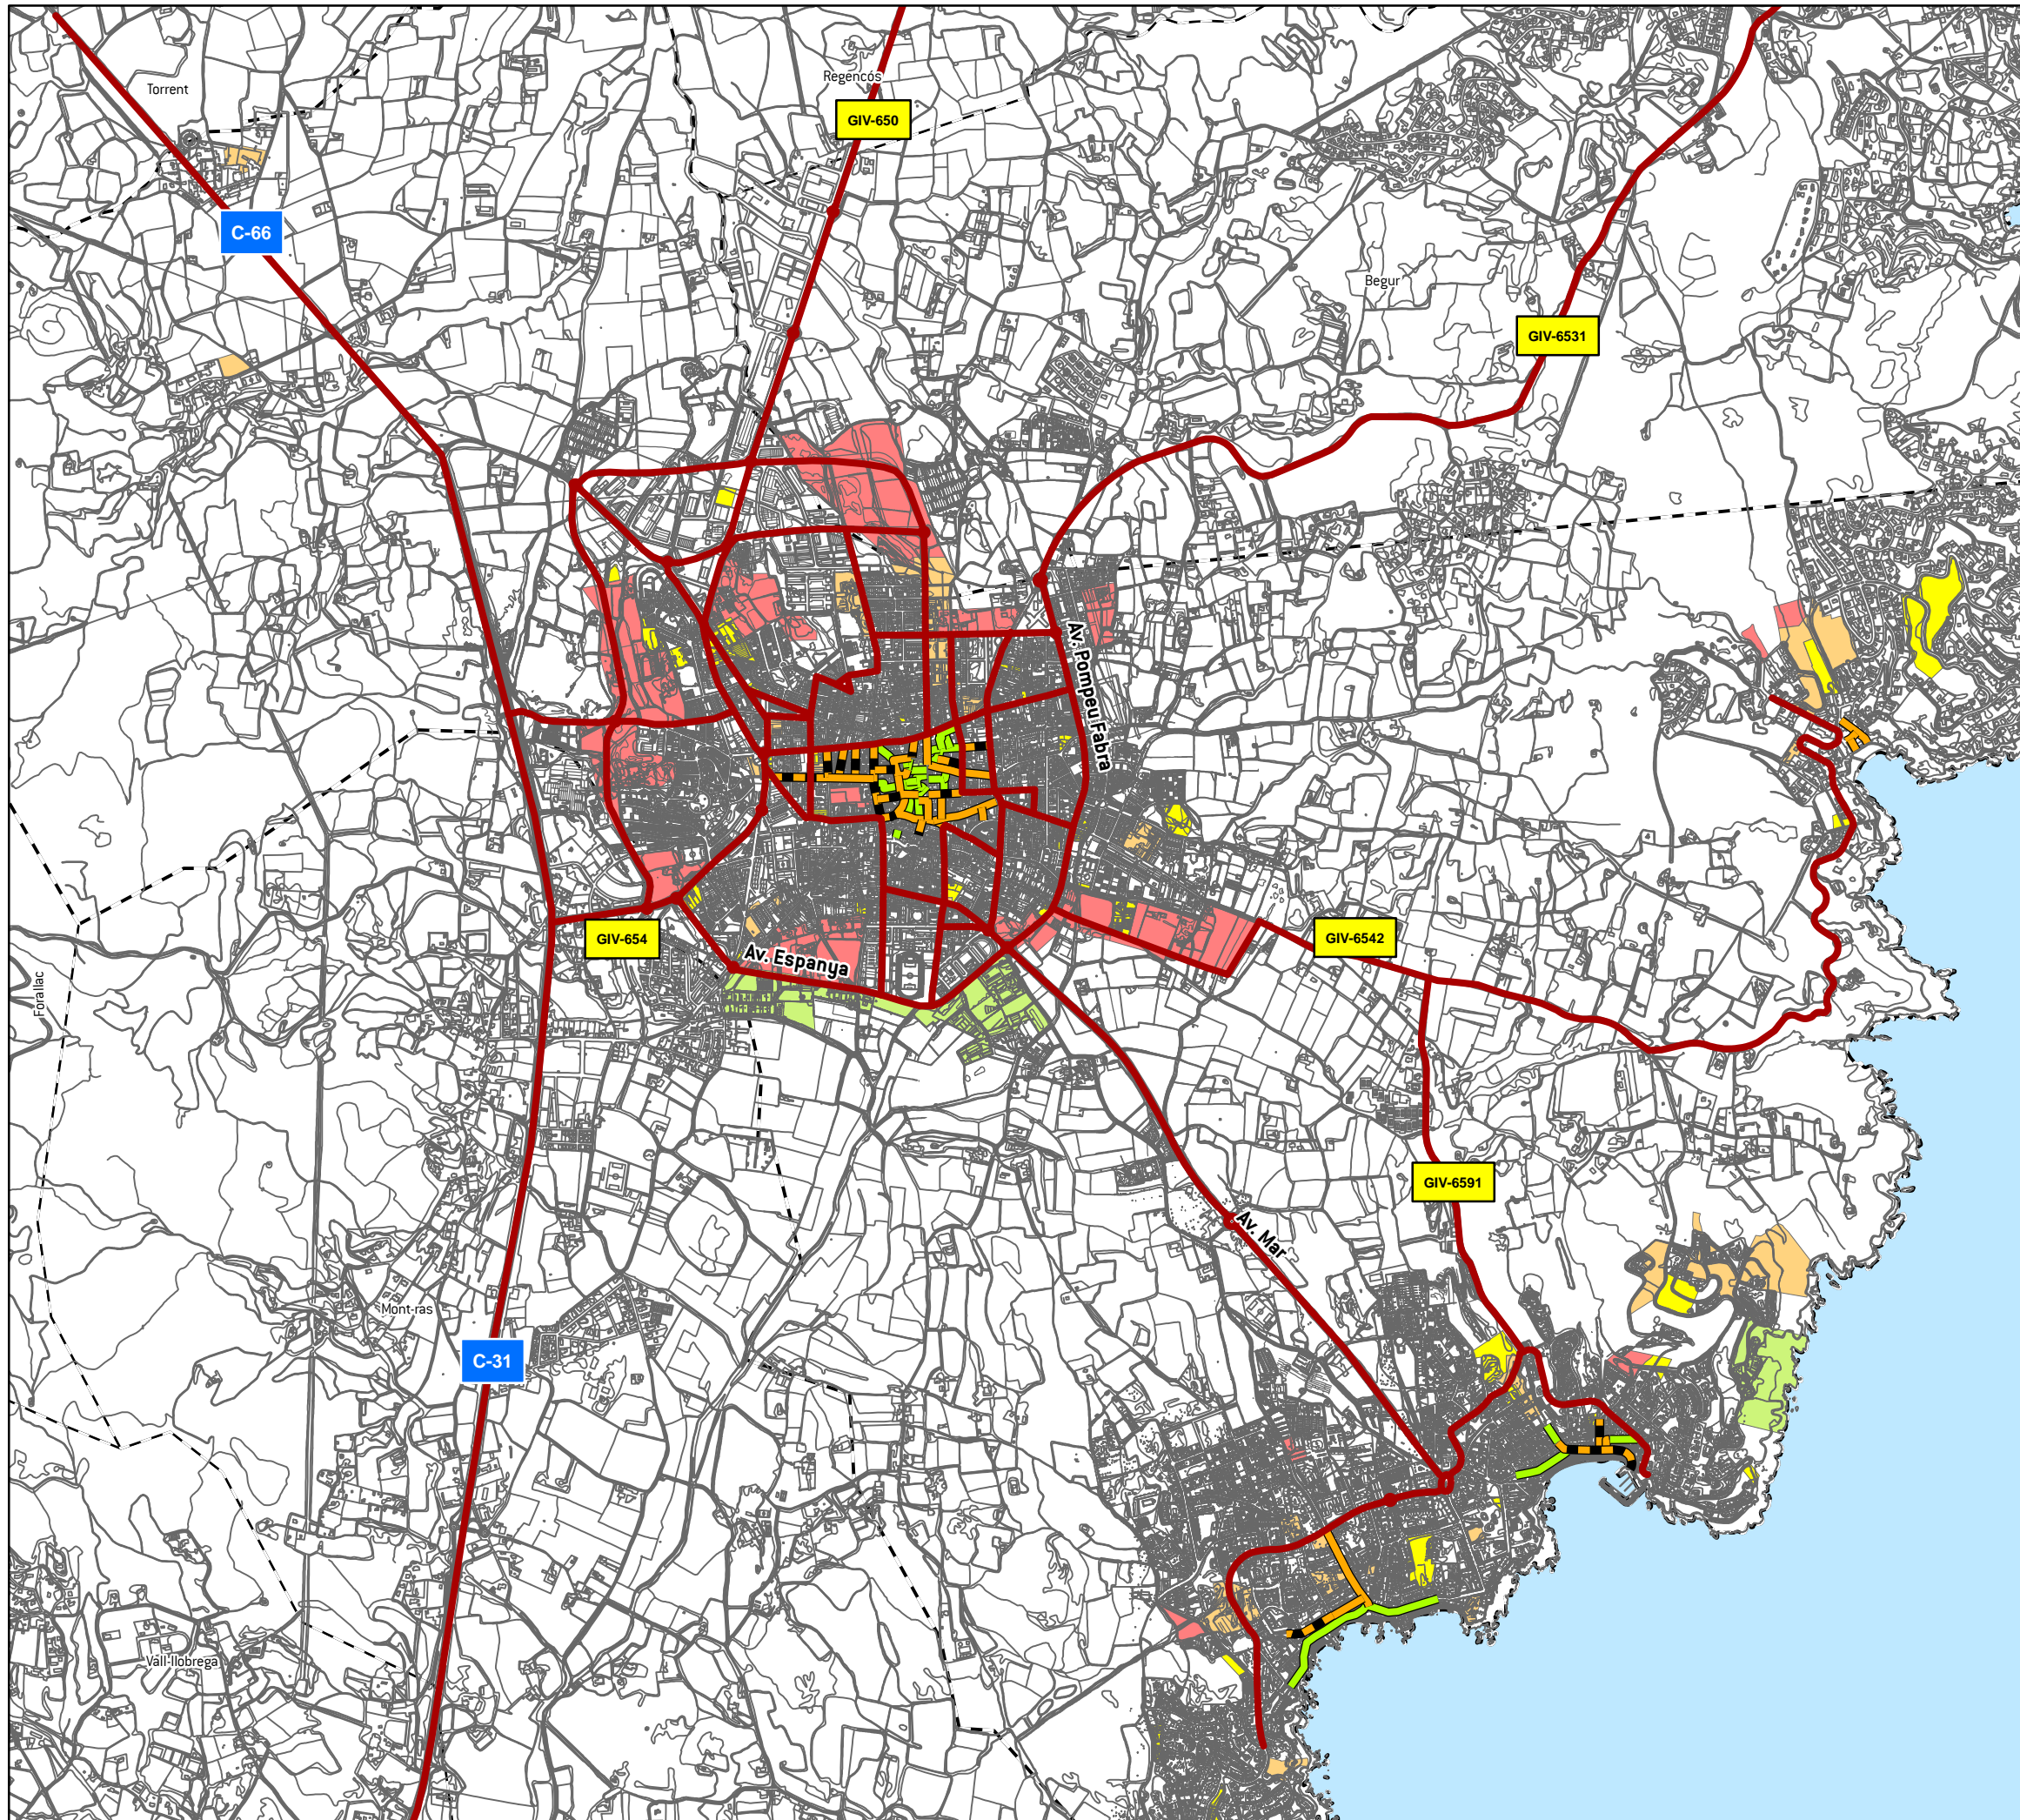 Torrent
Regencós
GIV-650
C-66
Begur
GIV-6531
Av. Pompeu Fabra
GIV-654
GIV-6542
Av. Espanya
Forallac
GIV-6591
Av. Mar
Mont-ras
C-31
Vall-llobrega